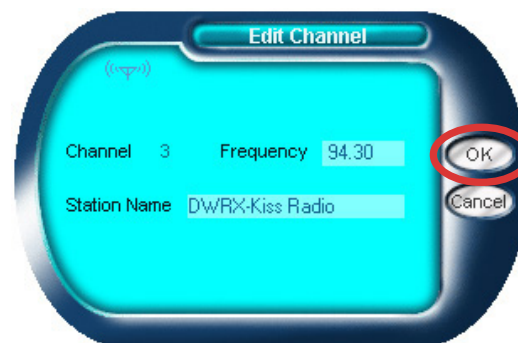 Edit Channel
Channel 3 Frequency 94.30
OK
Station Name DWRX-Kiss Radio
Cancel